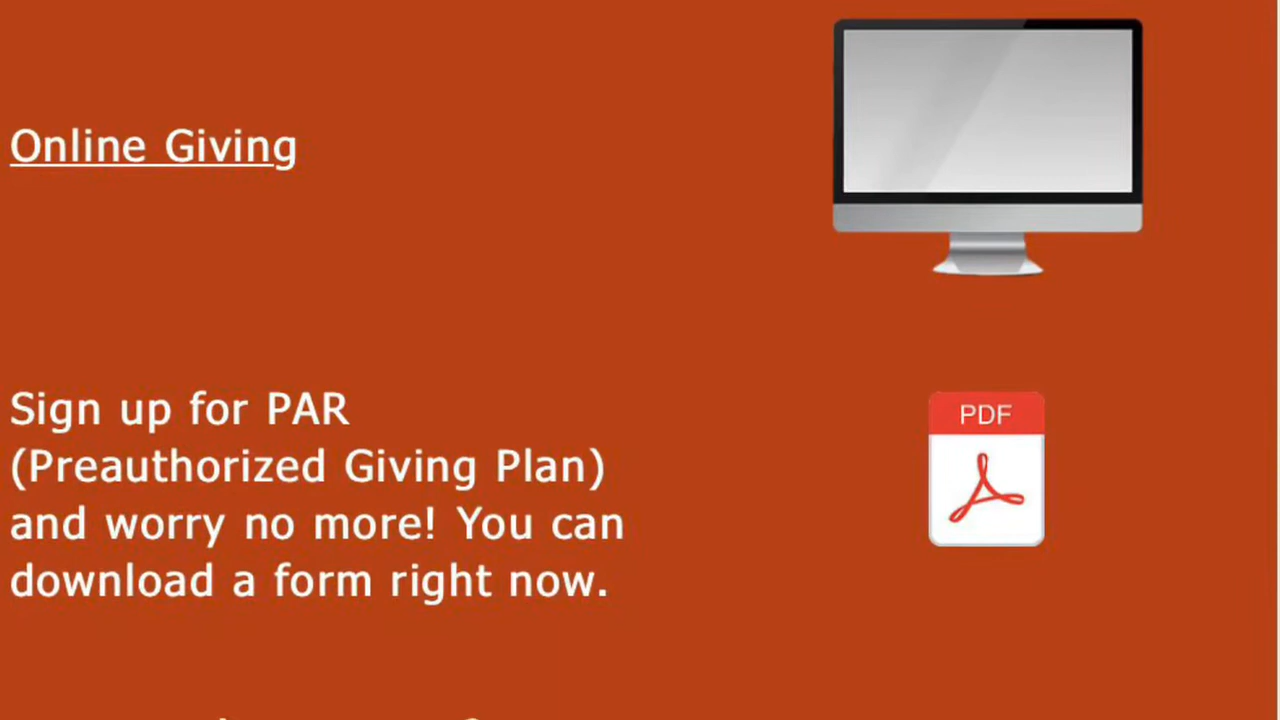 Online Giving
Sign up for PAR
(Preauthorized Giving Plan)
and worry no more! You can
download a form right now.
PDF